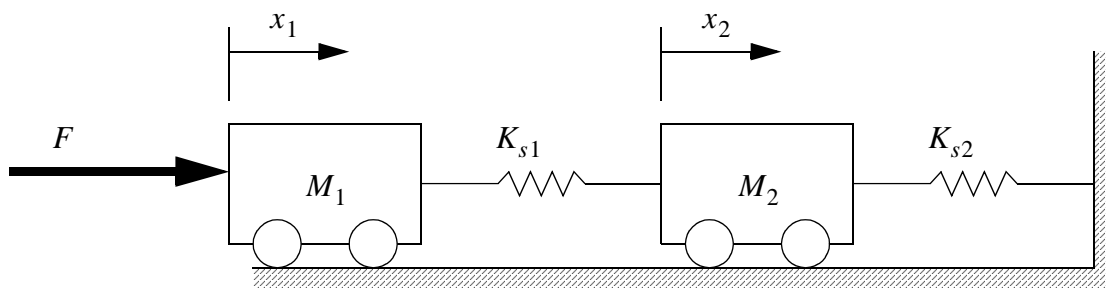 x₁ x₂
F Kₛ₁ Kₛ₂
M₁ M₂